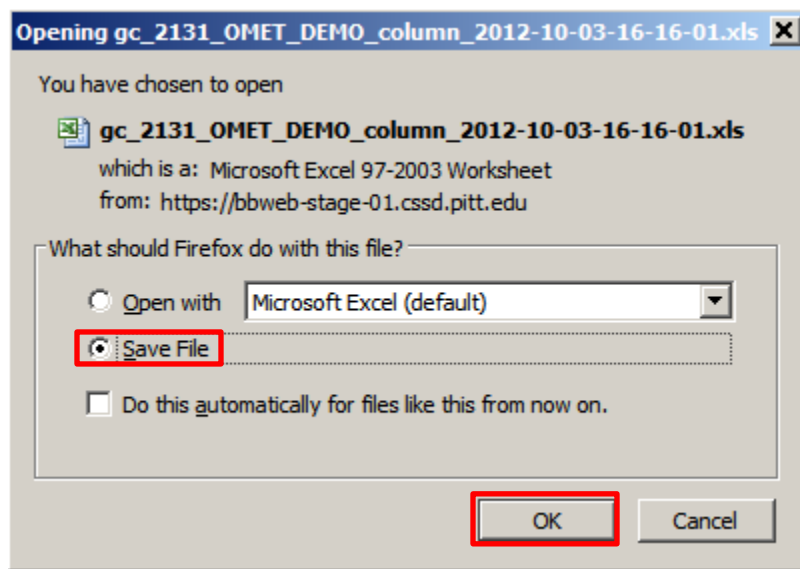 Opening gc_2131_OMET_DEMO_column_2012-10-03-16-16-01.xls
You have chosen to open
gc_2131_OMET_DEMO_column_2012-10-03-16-16-01.xls
which is a: Microsoft Excel 97-2003 Worksheet
from: https://bbweb-stage-01.cssd.pitt.edu
What should Firefox do with this file?
Open with Microsoft Excel (default)
Save File
Do this automatically for files like this from now on.
OK Cancel